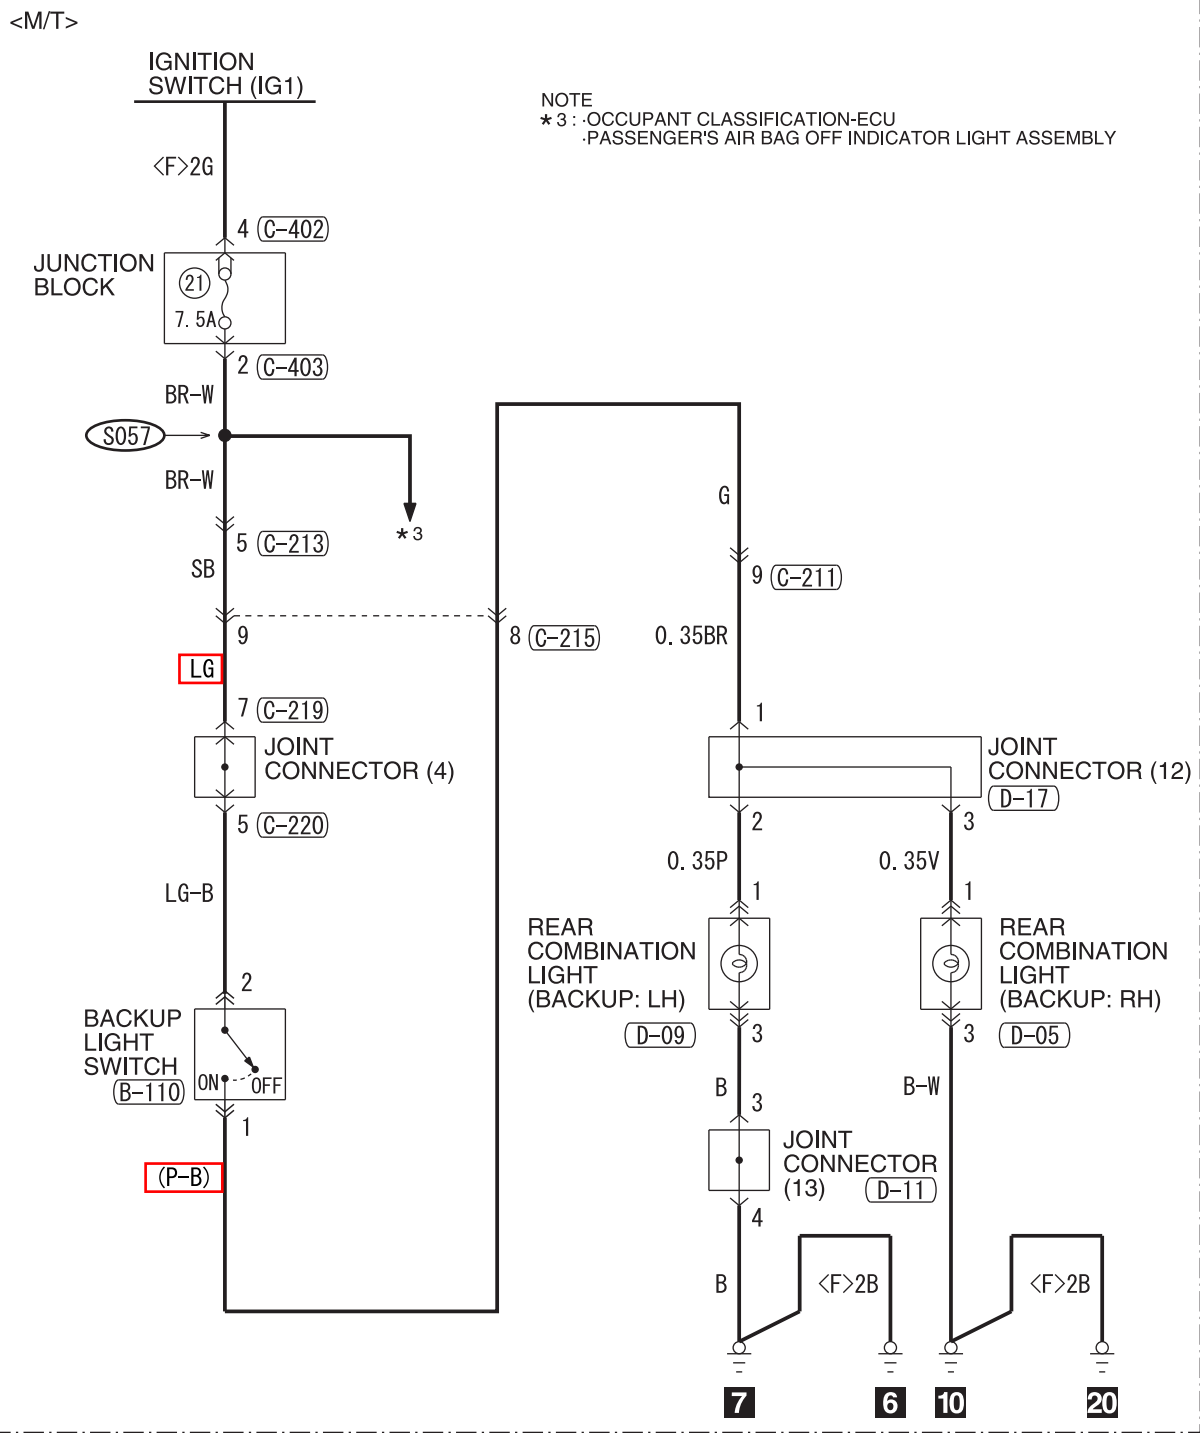 <M/T>
IGNITION
SWITCH (IG1)
NOTE
*3 : ·OCCUPANT CLASSIFICATION-ECU
·PASSENGER'S AIR BAG OFF INDICATOR LIGHT ASSEMBLY
<F>2G
4 C-402
JUNCTION
BLOCK
21
7.5A
2 C-403
BR-W
S057
BR-W
*3
5 C-213
SB
9
8 C-215
LG
7 C-219
JOINT
CONNECTOR (4)
5 C-220
LG-B
2
BACKUP
LIGHT
SWITCH
B-110
ON
OFF
1
(P-B)
G
9 C-211
0.35BR
1
JOINT
CONNECTOR (12)
D-17
2
3
0.35P
0.35V
1
1
REAR
COMBINATION
LIGHT
(BACKUP: LH)
D-09
3
REAR
COMBINATION
LIGHT
(BACKUP: RH)
3
D-05
B
B-W
3
JOINT
CONNECTOR
(13)
D-11
4
B
<F>2B
<F>2B
7
6
10
20